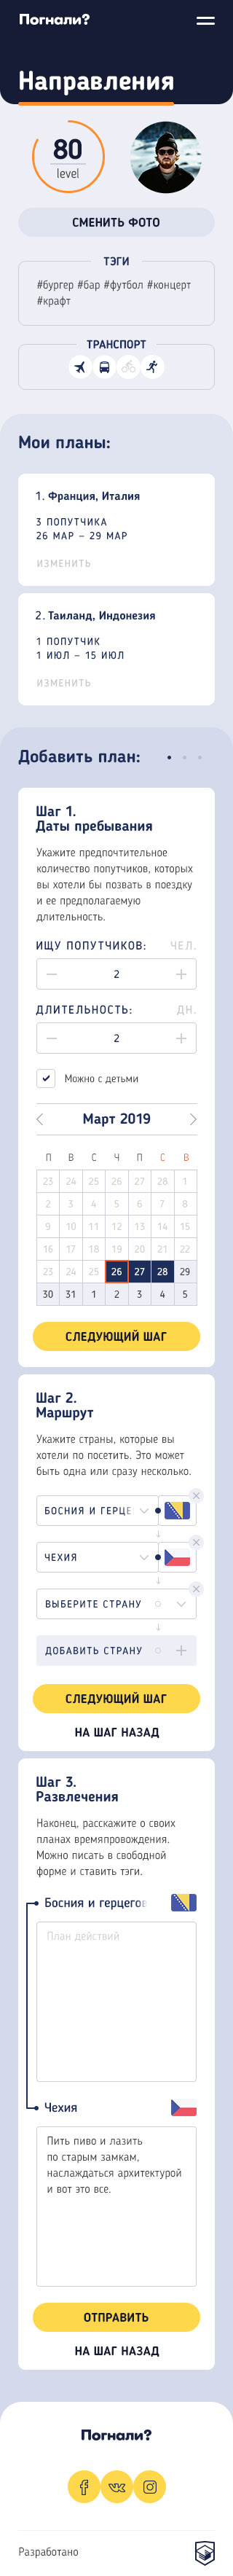 Погнали?
Направления
80
level
СМЕНИТЬ ФОТО
ТЭГИ
#бургер #бар #футбол #концерт
#крафт
ТРАНСПОРТ
Мои планы:
1. Франция, Италия
3 ПОПУТЧИКА
26 МАР – 29 МАР
ИЗМЕНИТЬ
2. Таиланд, Индонезия
1 ПОПУТЧИК
1 ИЮЛ – 15 ИЮЛ
ИЗМЕНИТЬ
Добавить план:
Шаг 1.
Даты пребывания
Укажите предпочтительное
количество попутчиков, которых
вы хотели бы позвать в поездку
и ее предполагаемую
длительность.
ИЩУ ПОПУТЧИКОВ: ЧЕЛ.
2
ДЛИТЕЛЬНОСТЬ: ДН.
2
Можно с детьми
Март 2019
П В С Ч П С В
23 24 25 26 27 28 1
2 3 4 5 6 7 8
9 10 11 12 13 14 15
16 17 18 19 20 21 22
23 24 25 26 27 28 29
30 31 1 2 3 4 5
СЛЕДУЮЩИЙ ШАГ
Шаг 2.
Маршрут
Укажите страны, которые вы
хотели по посетить. Это может
быть одна или сразу несколько.
БОСНИЯ И ГЕРЦЕ
ЧЕХИЯ
ВЫБЕРИТЕ СТРАНУ
ДОБАВИТЬ СТРАНУ
СЛЕДУЮЩИЙ ШАГ
НА ШАГ НАЗАД
Шаг 3.
Развлечения
Наконец, расскажите о своих
планах времяпровождения.
Можно писать в свободной
форме и ставить тэги.
Босния и герцегов
План действий
Чехия
Пить пиво и лазить
по старым замкам,
наслаждаться архитектурой
и вот это все.
ОТПРАВИТЬ
НА ШАГ НАЗАД
Погнали?
Разработано